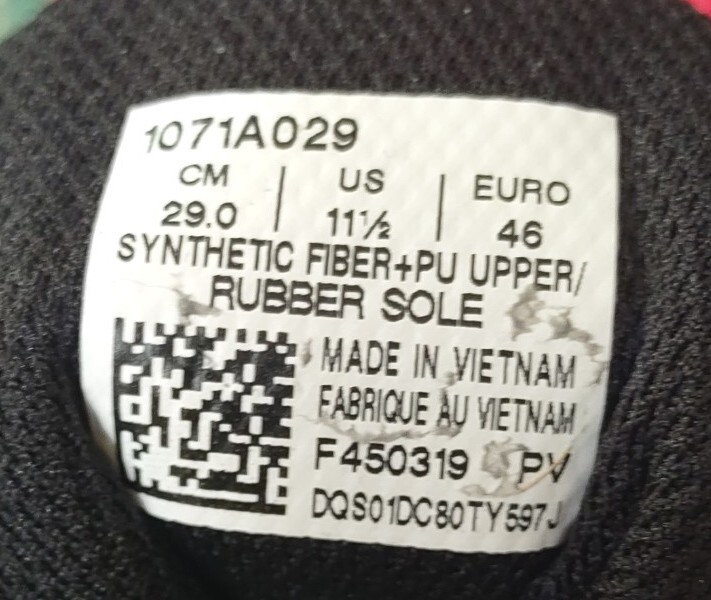 1071A029
CM | US | EURO
29.0 | 11½ | 46
SYNTHETIC FIBER+PU UPPER/
RUBBER SOLE
MADE IN VIETNAM
FABRIQUE AU VIETNAM
F450319 PV
DQS01DC80TY597J